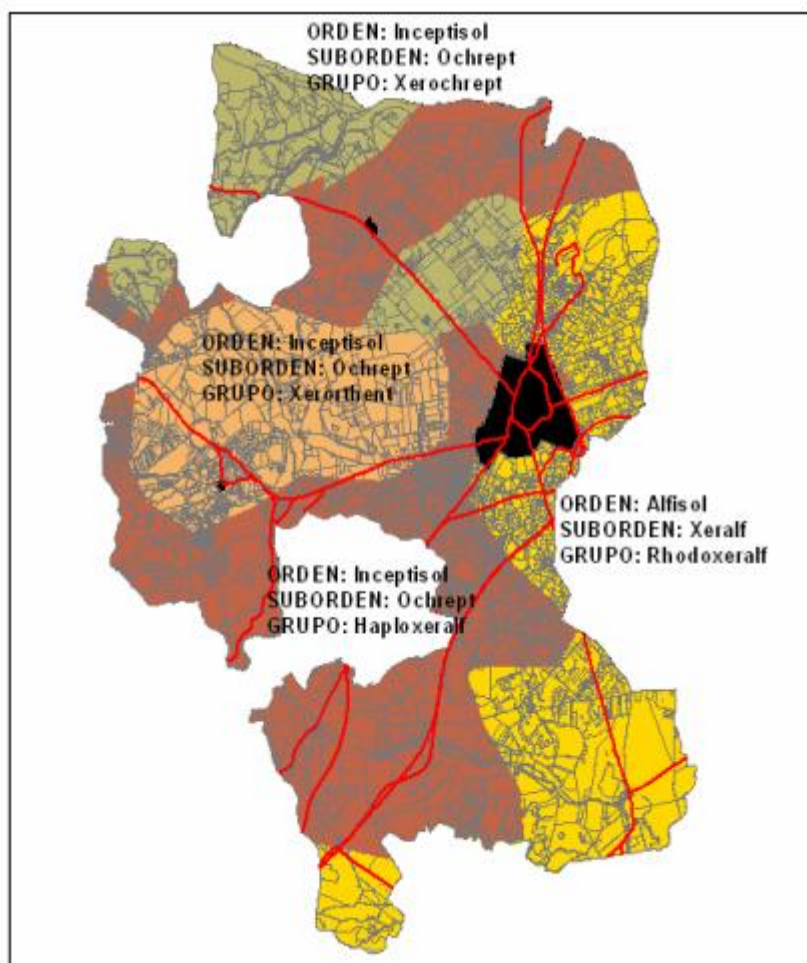 ORDEN: Inceptisol
SUBORDEN: Ochrept
GRUPO: Xerochrept
ORDEN: Inceptisol
SUBORDEN: Ochrept
GRUPO: Xerorthent
ORDEN: Alfisol
SUBORDEN: Xeralf
GRUPO: Rhodoxeralf
ORDEN: Inceptisol
SUBORDEN: Ochrept
GRUPO: Haploxeralf